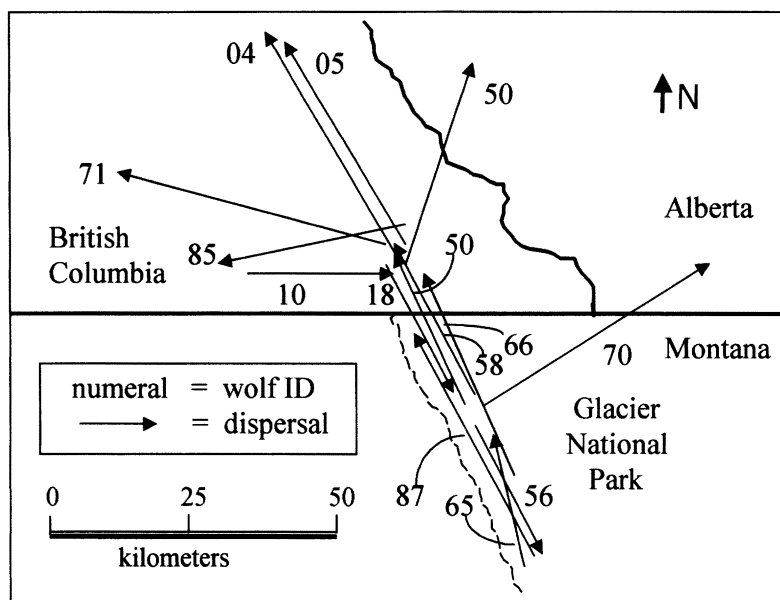 04
05
50
N
71
Alberta
British
Columbia
85
50
10
18
66
58
70
Montana
numeral = wolf ID
= dispersal
Glacier
National
Park
0 25 50
kilometers
87
65
56